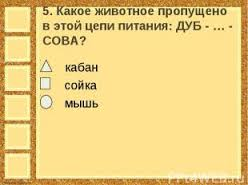 5. Какое животное пропущено
в этой цепи питания: ДУБ - … -
СОВА?
кабан
сойка
мышь